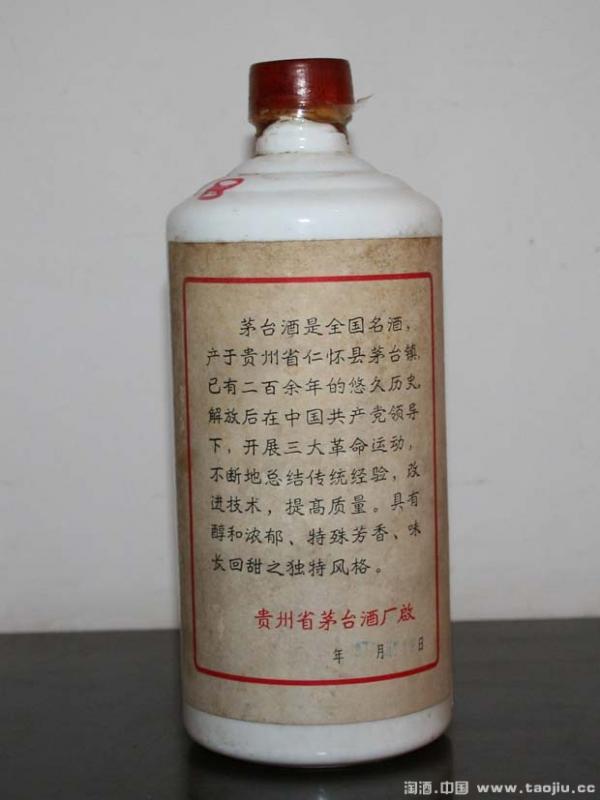 茅台酒是全国名酒，
产于贵州省仁怀县茅台镇，
已有二百余年的悠久历史。
解放后在中国共产党领导
下，开展三大革命运动，
不断地总结传统经验，改
进技术，提高质量。具有
醇和浓郁、特殊芳香、味
长回甜之独特风格。
贵州省茅台酒厂啟
年 月 日
淘酒.中国 www.taojiu.cc